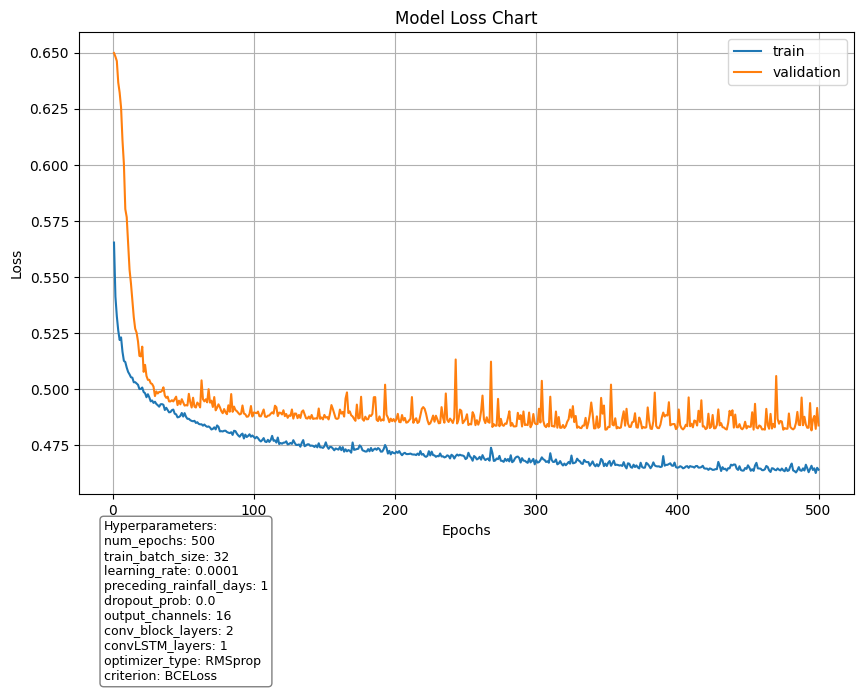 Model Loss Chart
train
validation
0.650
0.625
0.600
0.575
0.550
0.525
0.500
0.475
Loss
0 100 200 300 400 500
Epochs
Hyperparameters:
num_epochs: 500
train_batch_size: 32
learning_rate: 0.0001
preceding_rainfall_days: 1
dropout_prob: 0.0
output_channels: 16
conv_block_layers: 2
convLSTM_layers: 1
optimizer_type: RMSprop
criterion: BCELoss